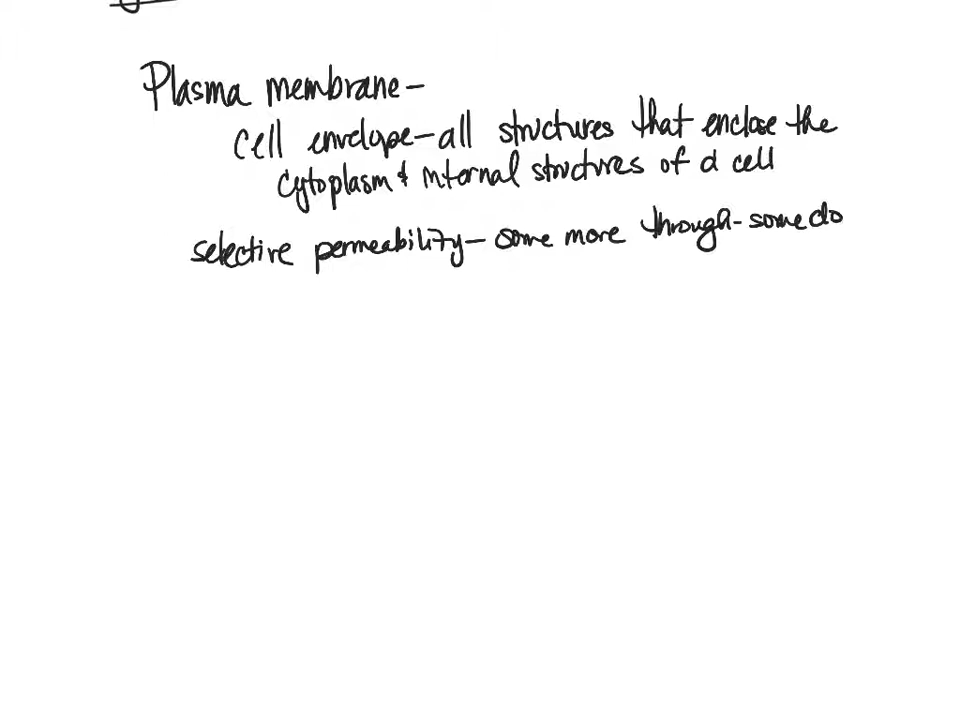 Plasma membrane-
cell envelope-all structures that enclose the
cytoplasm & internal structures of a cell
selective permeability- some more through- some do